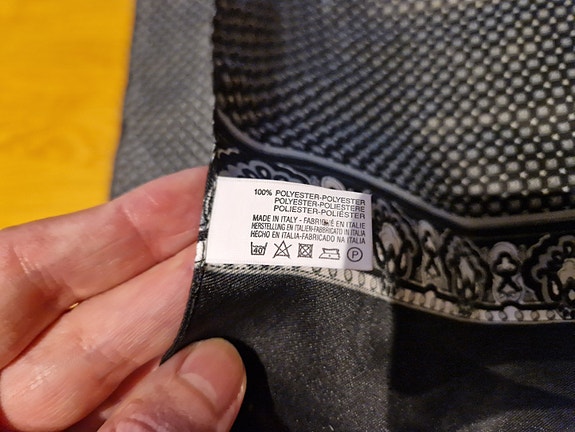 100% POLYESTER-POLYESTER
POLYESTER-POLIESTERE
POLIESTER-POLIÉSTER
MADE IN ITALY - FABRIQUÉ EN ITALIE
HERSTELLUNG EN ITALIEN-FABBRICATO IN ITALIA
HECHO EN ITALIA-FABRICADO NA ITALIA
40 P